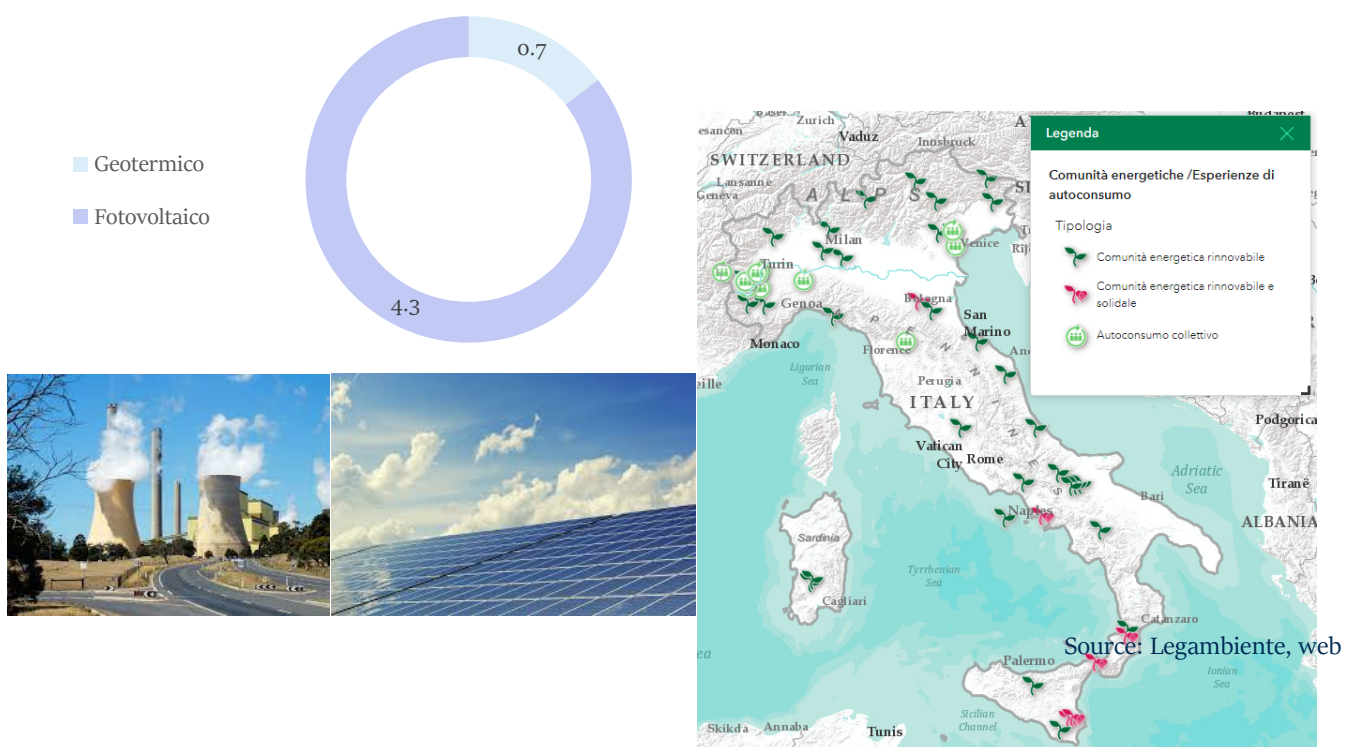 0.7
Geotermico
Fotovoltaico
4.3
Zurich
Vaduz
Innsbruck
SWITZERLAND
Lausanne
Geneva
A L P S
Milan
Venice
Turin
Genoa
Bologna
San
Marino
Monaco
Florence
Ligurian
Sea
Perugia
ITALY
APENNINES
Vatican
City
Rome
Adriatic
Sea
Podgorica
Tiranë
Bari
ALBANIA
Naples
Sardinia
Tyrrhenian
Sea
Cagliari
Catanzaro
Palermo
Ionian
Sea
Sicilian
Channel
Skikda
Annaba
Tunis
Legenda
Comunità energetiche /Esperienze di
autoconsumo
Tipologia
Comunità energetica rinnovabile
Comunità energetica rinnovabile e
solidale
Autoconsumo collettivo
Source: Legambiente, web